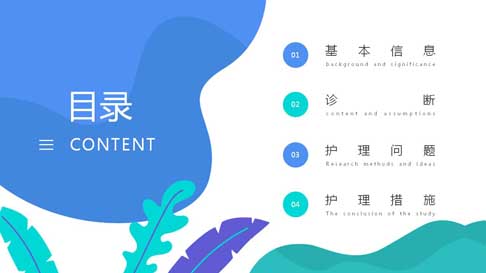 目录
CONTENT
01
基本信息
background and significance
02
诊断
content and assumptions
03
护理问题
Research methods and ideas
04
护理措施
The conclusion of the study